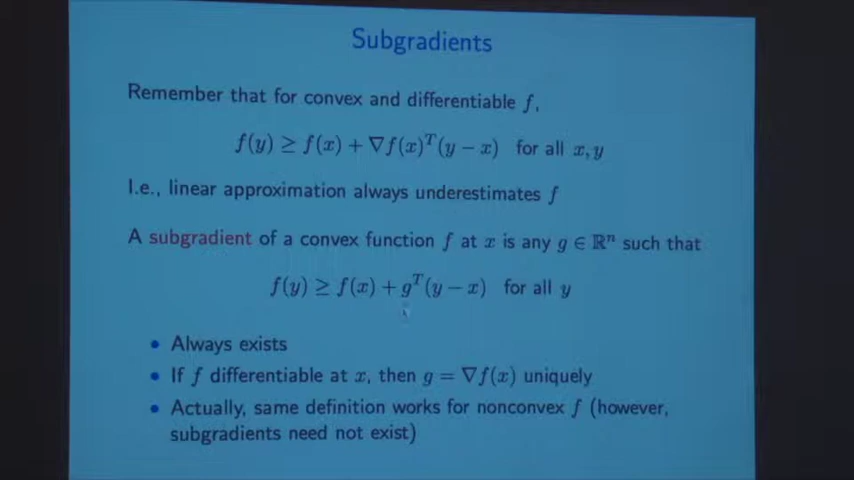 Subgradients
Remember that for convex and differentiable f,
f(y) ≥ f(x) + ∇f(x)ᵀ(y − x) for all x, y
I.e., linear approximation always underestimates f
A subgradient of a convex function f at x is any g ∈ ℝⁿ such that
f(y) ≥ f(x) + gᵀ(y − x) for all y
• Always exists
• If f differentiable at x, then g = ∇f(x) uniquely
• Actually, same definition works for nonconvex f (however,
subgradients need not exist)